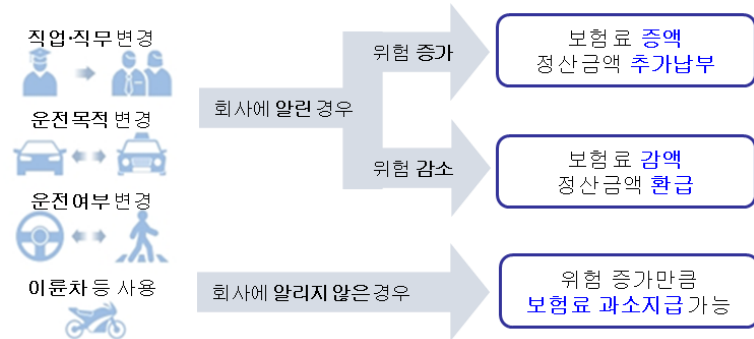 직업·직무 변경
운전목적 변경
운전여부 변경
이륜차 등 사용
회사에 알린 경우
위험 증가
보험료 증액
정산금액 추가납부
위험 감소
보험료 감액
정산금액 환급
회사에 알리지 않은 경우
위험 증가만큼
보험료 과소지급 가능